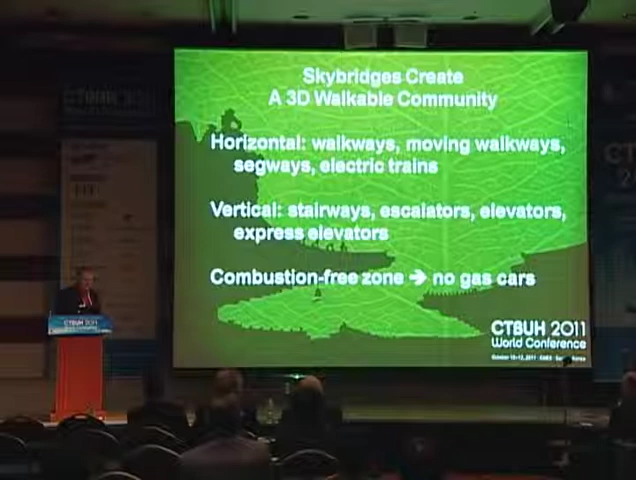 Skybridges Create
A 3D Walkable Community
Horizontal: walkways, moving walkways,
segways, electric trains
Vertical: stairways, escalators, elevators,
express elevators
Combustion-free zone ➔ no gas cars
CTBUH 2011
World Conference
CTBUH 2011